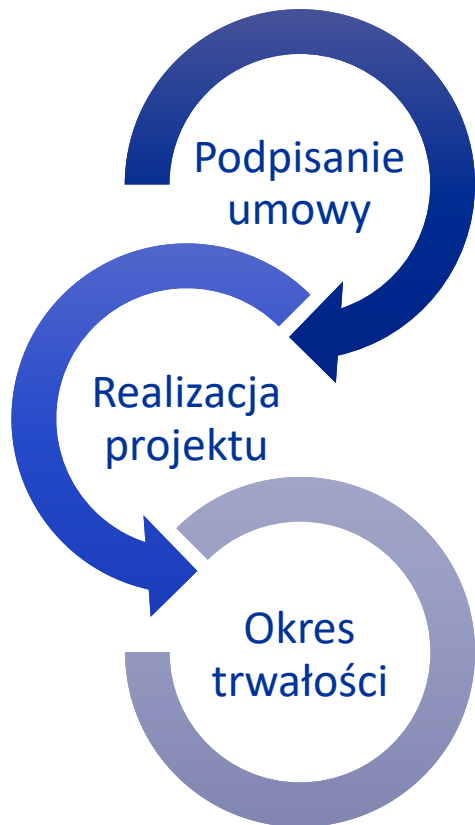 Podpisanie
umowy
Realizacja
projektu
Okres
trwałości